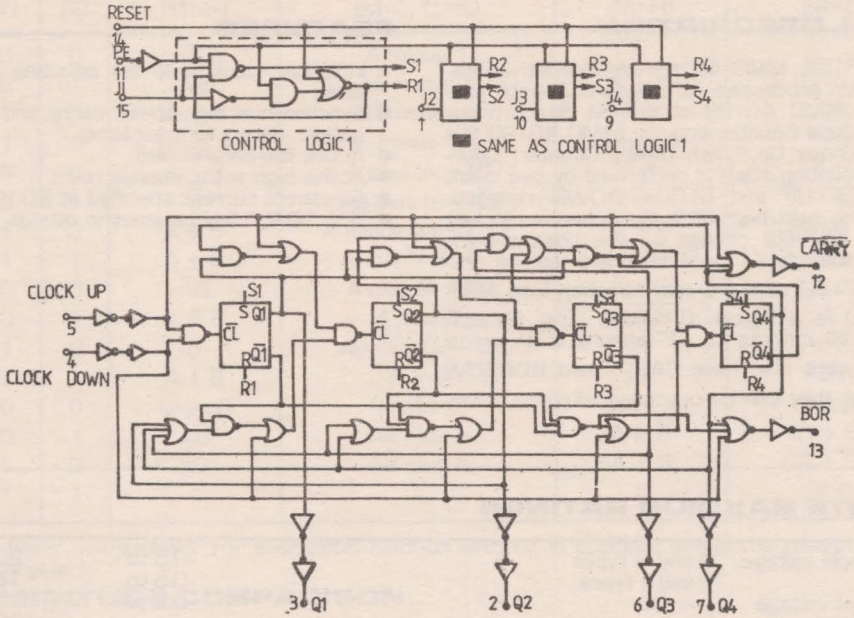 RESET
14
PE
11
J1
15
S1
R1
CONTROL LOGIC 1
J2
1
R2
S2
J3
10
R3
S3
J4
9
R4
S4
SAME AS CONTROL LOGIC 1
CLOCK UP
5
CLOCK DOWN
4
S1
S Q1
CL
Q1
R
R1
S2
S Q2
CL
Q2
R
R2
S3
S Q3
CL
Q3
R
R3
S4
S Q4
CL
Q4
R
R4
CARRY
12
BOR
13
3 Q1
2 Q2
6 Q3
7 Q4